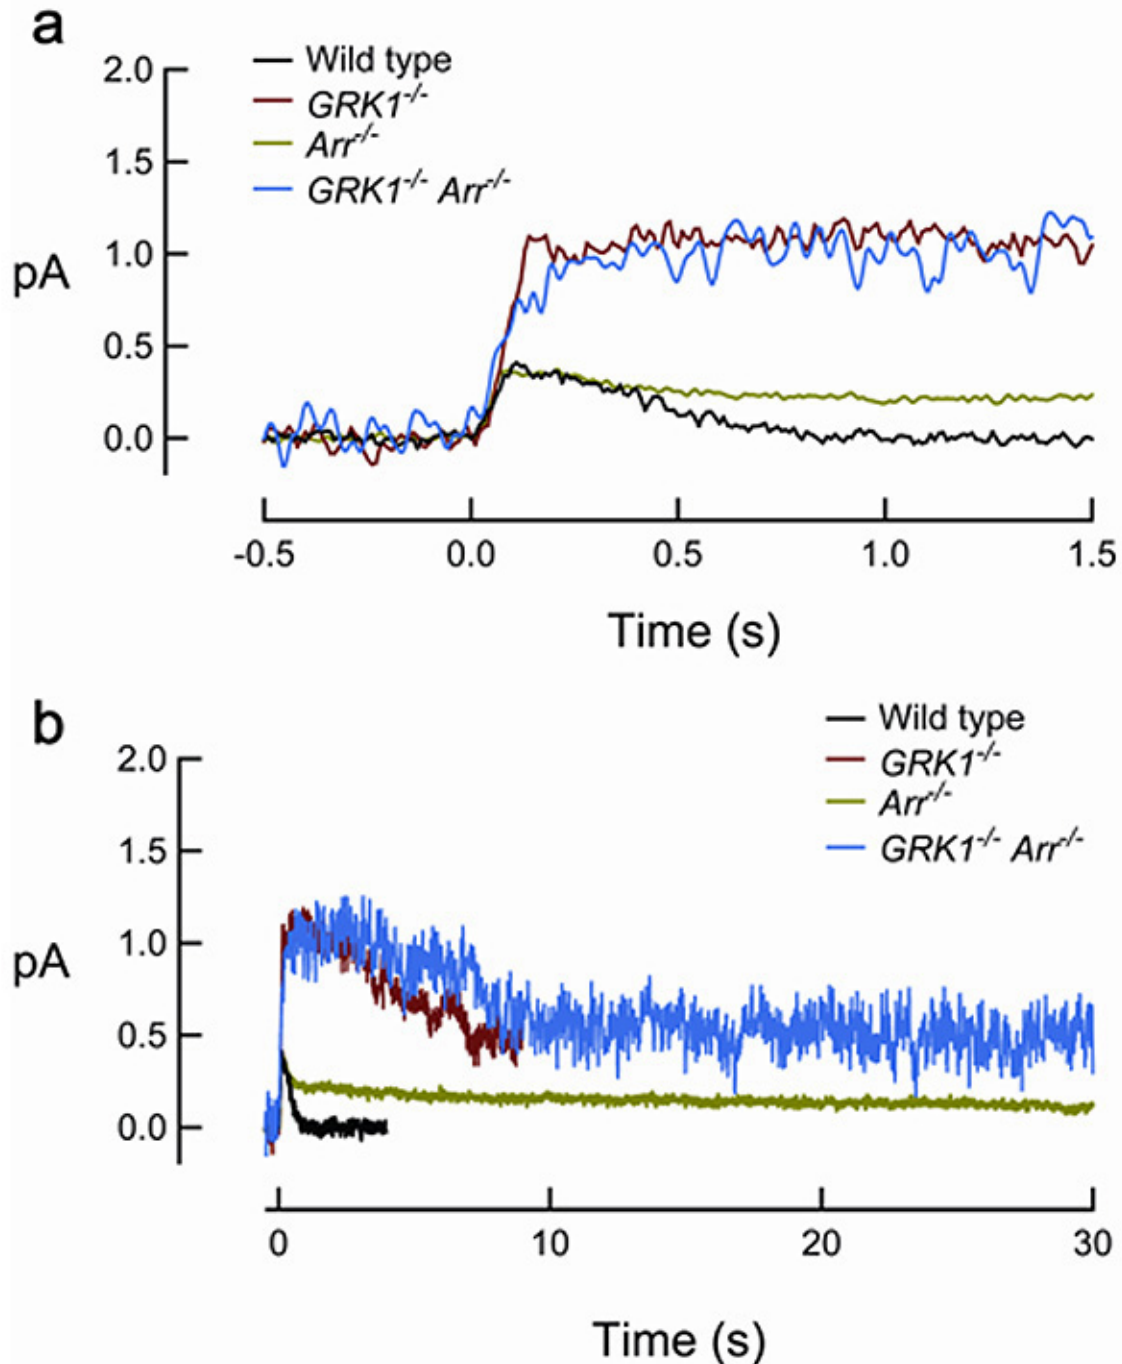 a
Wild type
GRK1-/-
Arr-/-
GRK1-/- Arr-/-
2.0
1.5
1.0
0.5
0.0
pA
-0.5 0.0 0.5 1.0 1.5
Time (s)
b
Wild type
GRK1-/-
Arr-/-
GRK1-/- Arr-/-
2.0
1.5
1.0
0.5
0.0
pA
0 10 20 30
Time (s)